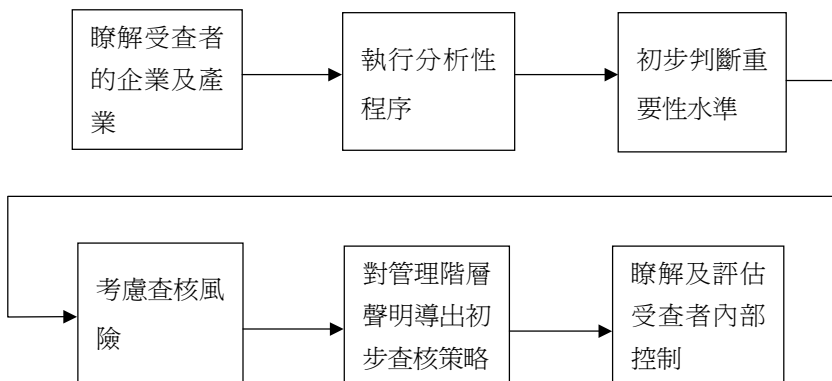 瞭解受查者
的企業及產
業
執行分析性
程序
初步判斷重
要性水準
考慮查核風
險
對管理階層
聲明導出初
步查核策略
瞭解及評估
受查者內部
控制